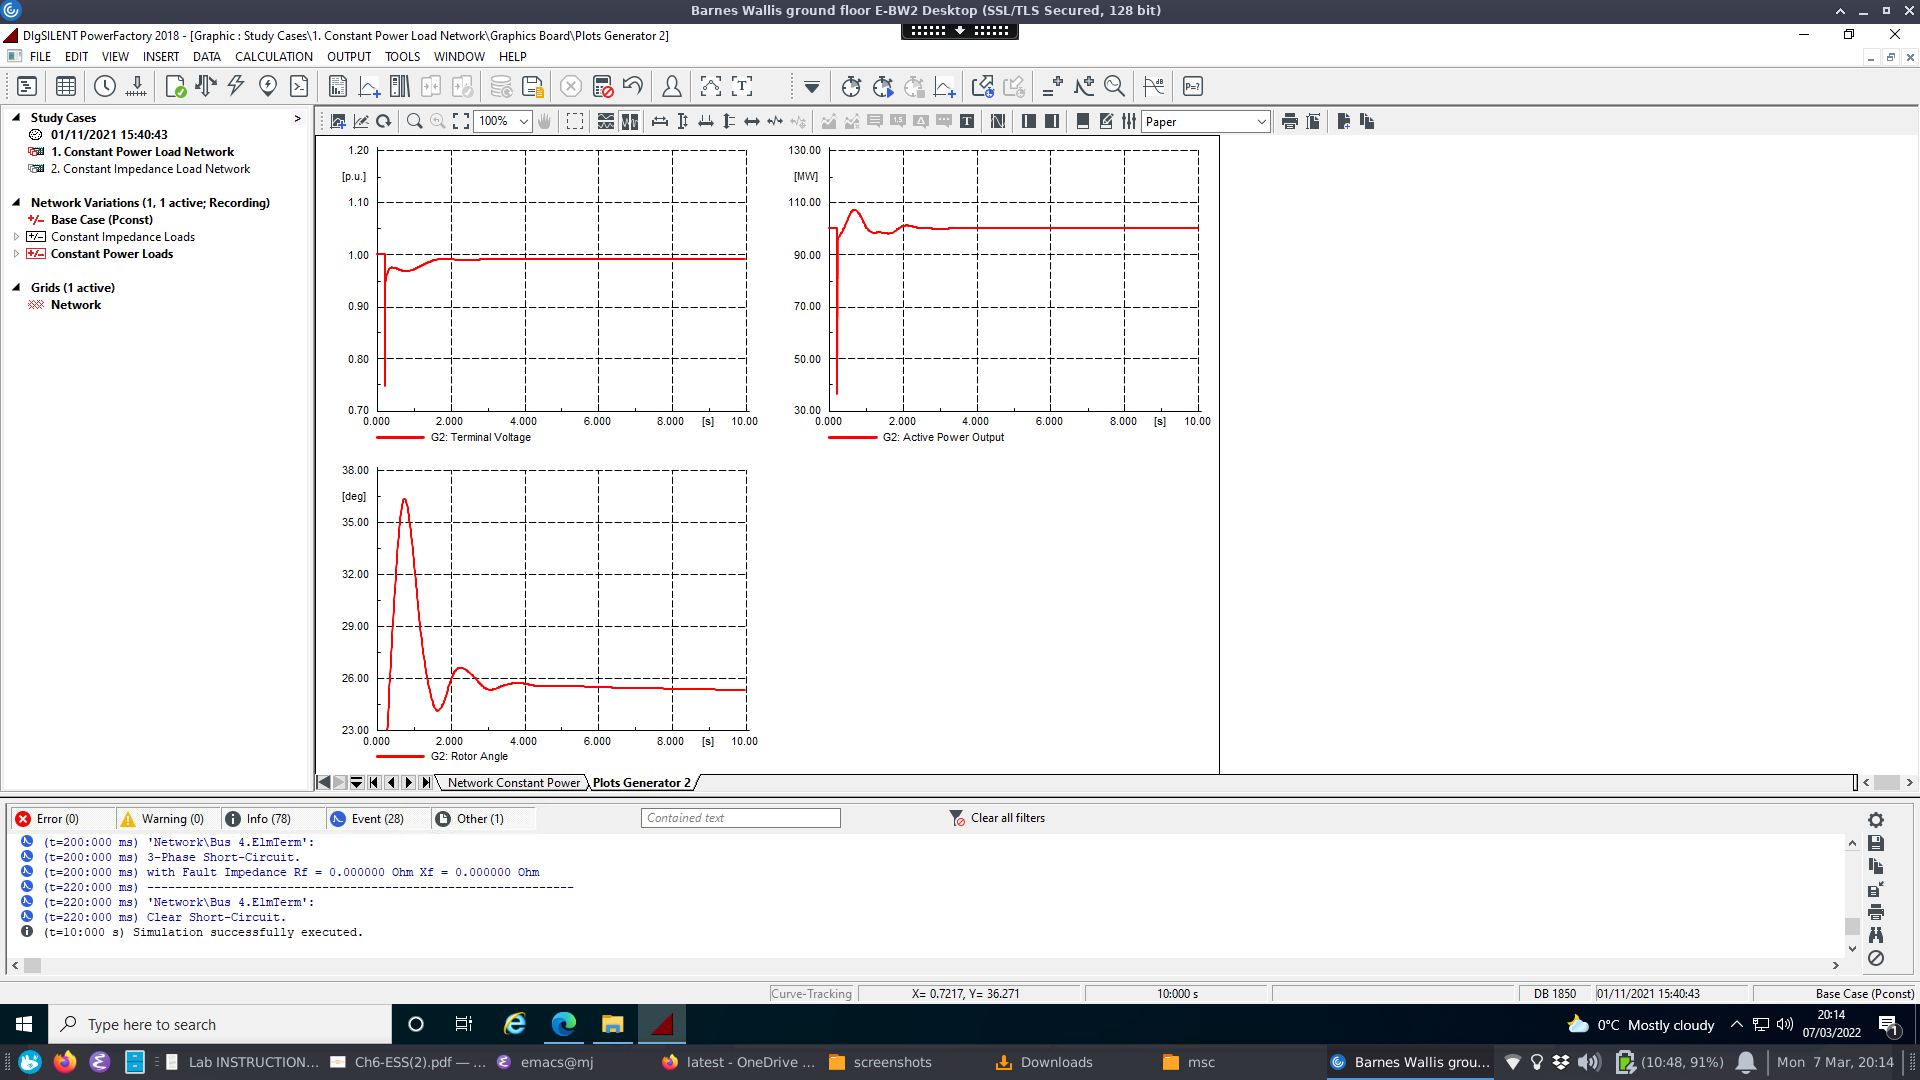 Barnes Wallis ground floor E-BW2 Desktop (SSL/TLS Secured, 128 bit)
DIgSILENT PowerFactory 2018 - [Graphic : Study Cases\1. Constant Power Load Network\Graphics Board\Plots Generator 2]
FILE EDIT VIEW INSERT DATA CALCULATION OUTPUT TOOLS WINDOW HELP
Study Cases >
01/11/2021 15:40:43
1. Constant Power Load Network
2. Constant Impedance Load Network
Network Variations (1, 1 active; Recording)
Base Case (Pconst)
Constant Impedance Loads
Constant Power Loads
Grids (1 active)
Network
100%
Paper
1.20
[p.u.]
1.10
1.00
0.90
0.80
0.70
0.000 2.000 4.000 6.000 8.000 [s] 10.00
G2: Terminal Voltage
130.00
[MW]
110.00
90.00
70.00
50.00
30.00
0.000 2.000 4.000 6.000 8.000 [s] 10.00
G2: Active Power Output
38.00
[deg]
35.00
32.00
29.00
26.00
23.00
0.000 2.000 4.000 6.000 8.000 [s] 10.00
G2: Rotor Angle
Network Constant Power Plots Generator 2
Error (0) Warning (0) Info (78) Event (28) Other (1) Contained text Clear all filters
(t=200:000 ms) 'Network\Bus 4.ElmTerm':
(t=200:000 ms) 3-Phase Short-Circuit.
(t=200:000 ms) with Fault Impedance Rf = 0.000000 Ohm Xf = 0.000000 Ohm
(t=220:000 ms) -------------------------------------------------------------
(t=220:000 ms) 'Network\Bus 4.ElmTerm':
(t=220:000 ms) Clear Short-Circuit.
(t=10:000 s) Simulation successfully executed.
Curve-Tracking X= 0.7217, Y= 36.271 10:000 s DB 1850 01/11/2021 15:40:43 Base Case (Pconst)
Type here to search 0°C Mostly cloudy 20:14
07/03/2022 1
Lab INSTRUCTION... Ch6-ESS(2).pdf — ... emacs@mj latest - OneDrive ... screenshots Downloads msc Barnes Wallis grou... (10:48, 91%) Mon 7 Mar, 20:14